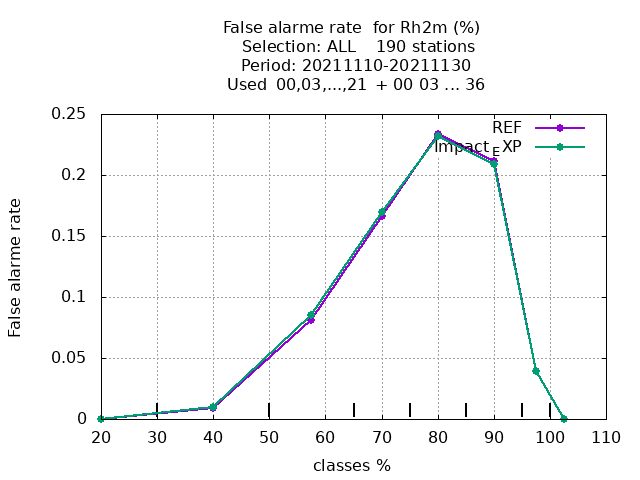 False alarme rate  for Rh2m (%)
Selection: ALL    190 stations
Period: 20211110-20211130
Used  00,03,...,21  + 00 03 ... 36
REF
Impact_EXP
0.25
0.2
0.15
0.1
0.05
0
False alarme rate
20 30 40 50 60 70 80 90 100 110
classes %